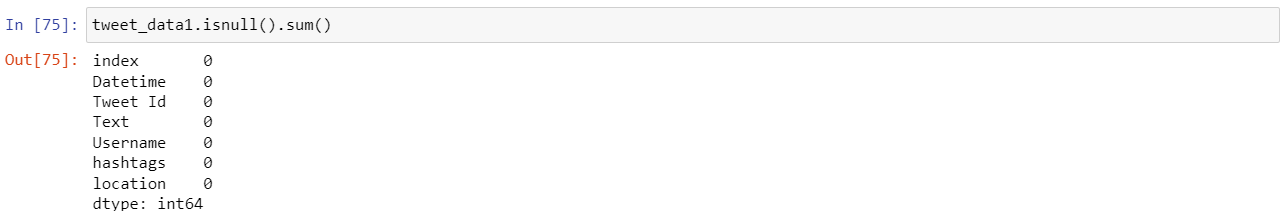 In [75]: tweet_data1.isnull().sum()
Out[75]: index 0
Datetime 0
Tweet Id 0
Text 0
Username 0
hashtags 0
location 0
dtype: int64